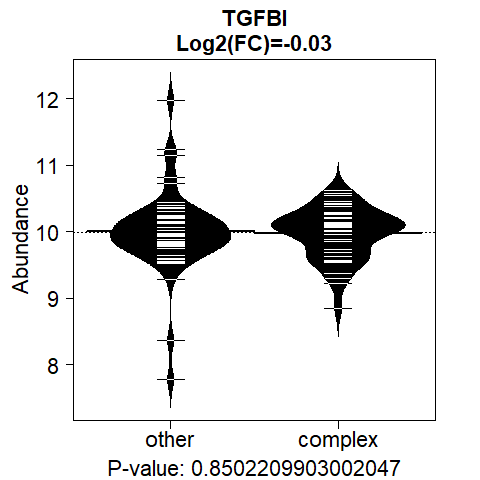 TGFBI
Log2(FC)=-0.03
Abundance
12
11
10
9
8
other complex
P-value: 0.8502209903002047